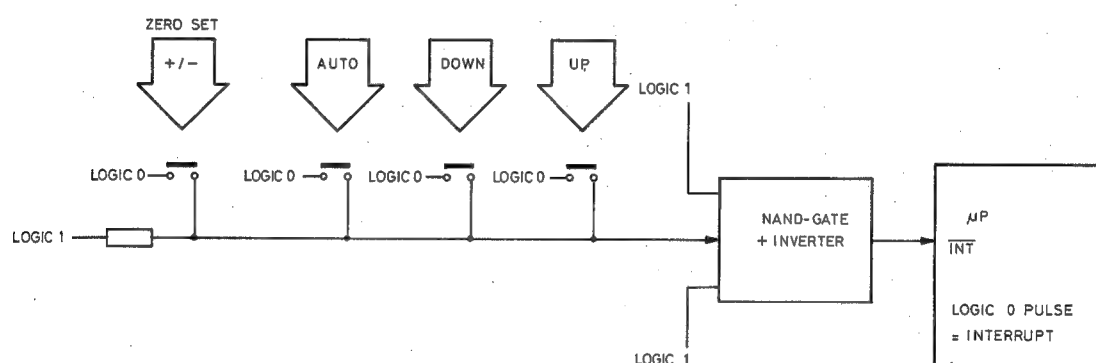 ZERO SET
+/-
AUTO
DOWN
UP
LOGIC 1
LOGIC 0
LOGIC 0
LOGIC 0
LOGIC 0
LOGIC 1
NAND-GATE
+ INVERTER
µP
INT
LOGIC 0 PULSE
= INTERRUPT
LOGIC 1